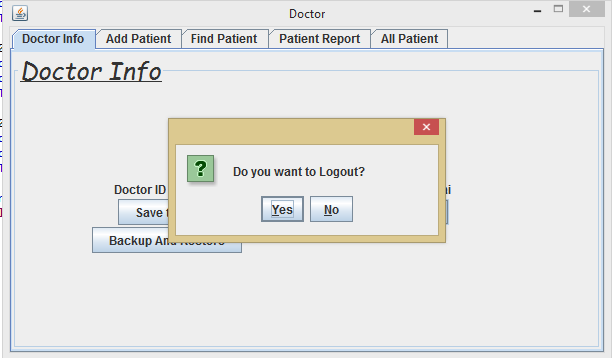 Doctor
Doctor Info Add Patient Find Patient Patient Report All Patient
Doctor Info
Do you want to Logout?
Doctor ID
Yes No
Save
Backup And